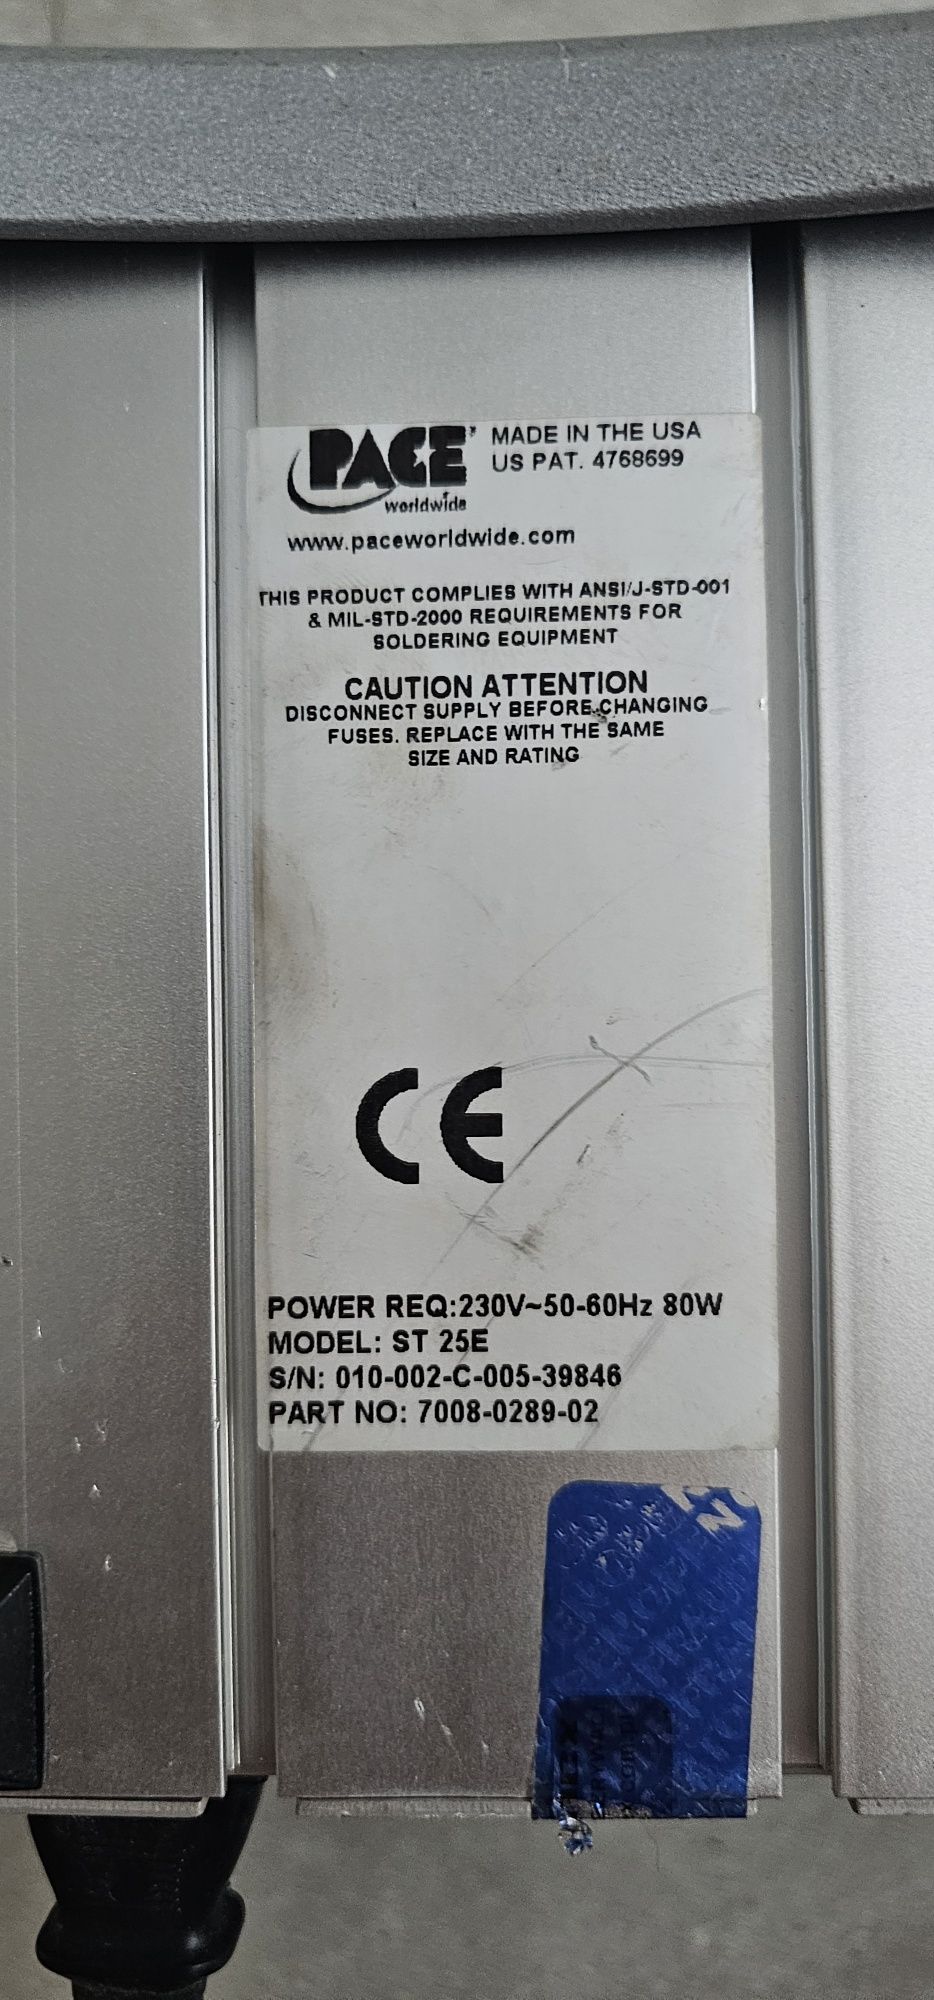 PACE
worldwide
MADE IN THE USA
US PAT. 4768699
www.paceworldwide.com
THIS PRODUCT COMPLIES WITH ANSI/J-STD-001
& MIL-STD-2000 REQUIREMENTS FOR
SOLDERING EQUIPMENT
CAUTION ATTENTION
DISCONNECT SUPPLY BEFORE CHANGING
FUSES. REPLACE WITH THE SAME
SIZE AND RATING
CE
POWER REQ:230V~50-60Hz 80W
MODEL: ST 25E
S/N: 010-002-C-005-39846
PART NO: 7008-0289-02